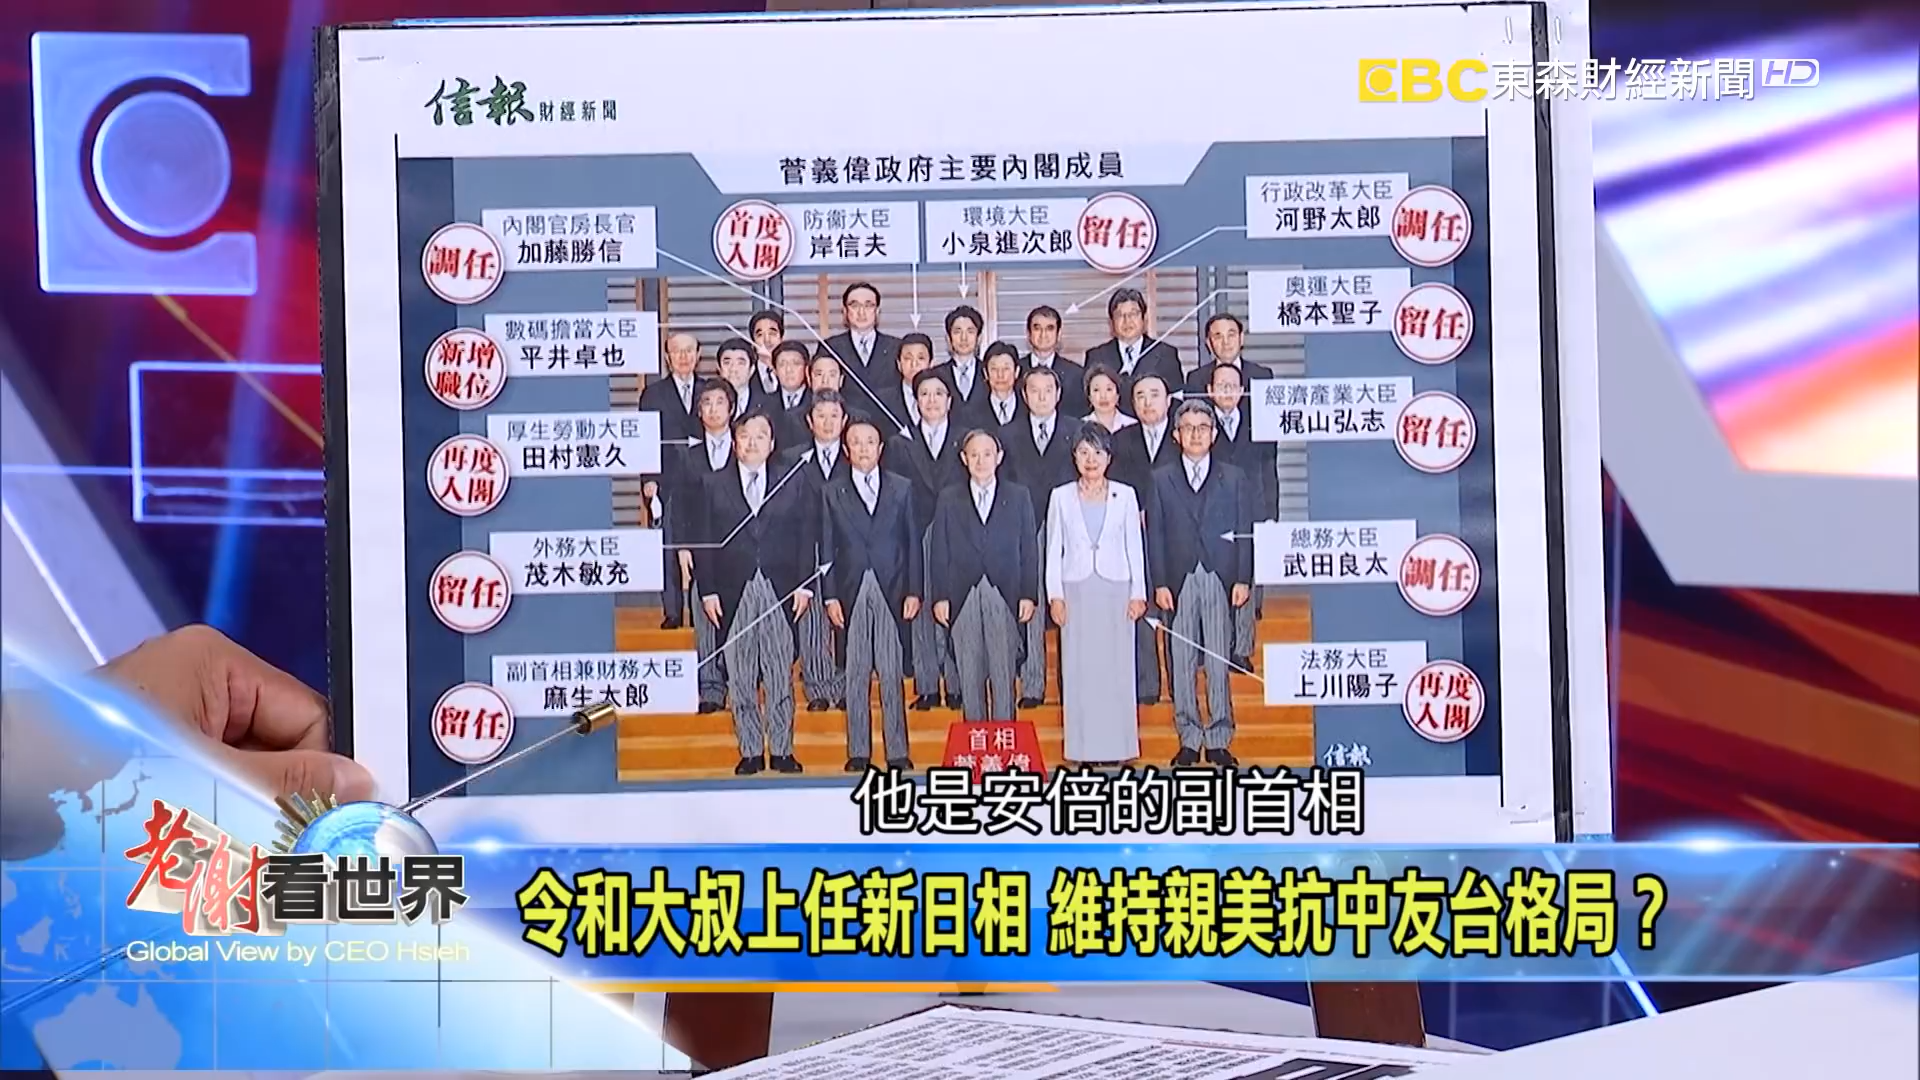 EBC東森財經新聞HD
信報財經新聞
菅義偉政府主要內閣成員
內閣官房長官
加藤勝信
調任
首度
入閣
防衞大臣
岸信夫
環境大臣
小泉進次郎
留任
行政改革大臣
河野太郎
調任
數碼擔當大臣
平井卓也
新增
職位
奧運大臣
橋本聖子
留任
厚生勞動大臣
田村憲久
再度
入閣
經濟產業大臣
梶山弘志
留任
外務大臣
茂木敏充
留任
總務大臣
武田良太
調任
副首相兼財務大臣
麻生太郎
留任
法務大臣
上川陽子
再度
入閣
首相
菅義偉
信報
他是安倍的副首相
老謝看世界
Global View by CEO Hsieh
令和大叔上任新日相 維持親美抗中友台格局？